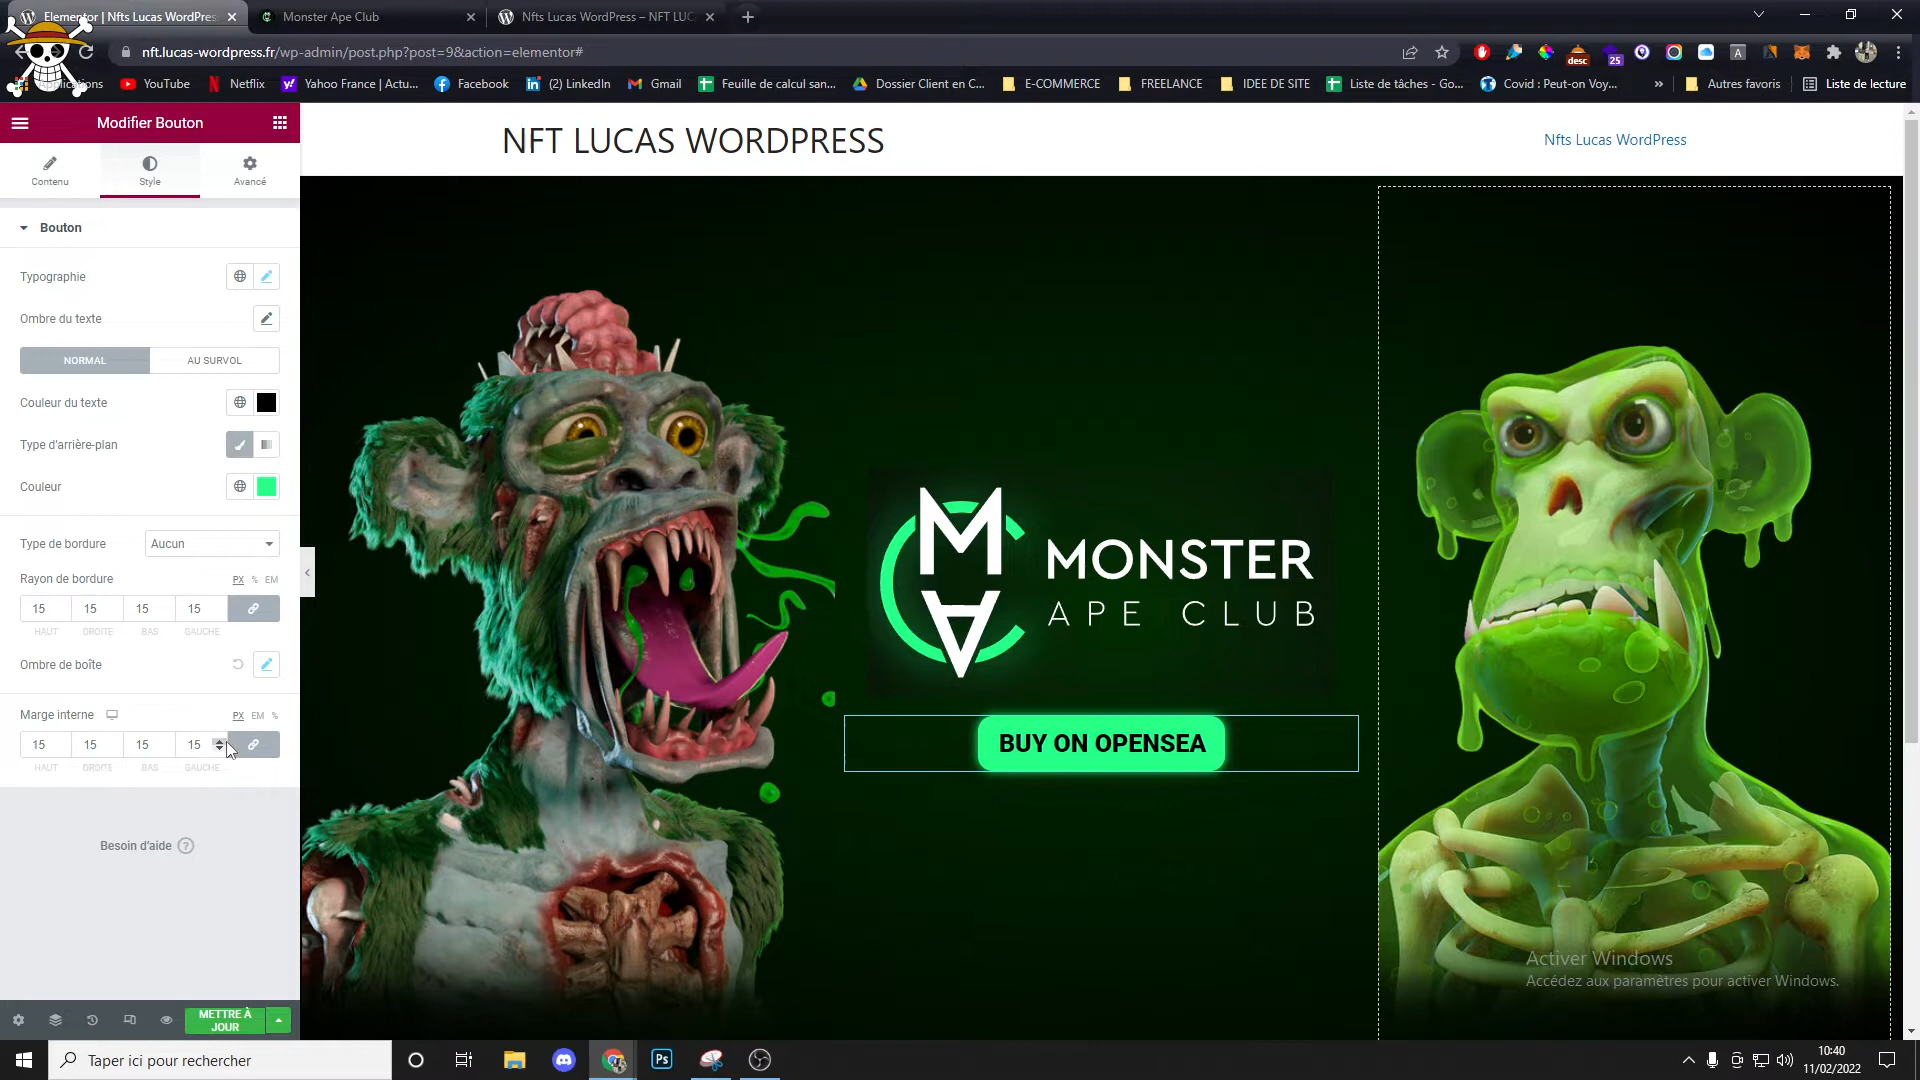 Elementor | Nfts Lucas WordPress
Monster Ape Club
Nfts Lucas WordPress – NFT LUC
nft.lucas-wordpress.fr/wp-admin/post.php?post=9&action=elementor#
desc
25
Applications
YouTube
Netflix
Yahoo France | Actu...
Facebook
(2) LinkedIn
Gmail
Feuille de calcul san...
Dossier Client en C...
E-COMMERCE
FREELANCE
IDEE DE SITE
Liste de tâches - Go...
Covid : Peut-on Voy...
»
Autres favoris
Liste de lecture
Modifier Bouton
NFT LUCAS WORDPRESS
Nfts Lucas WordPress
Contenu
Style
Avancé
Bouton
Typographie
Ombre du texte
NORMAL
AU SURVOL
Couleur du texte
Type d'arrière-plan
Couleur
Type de bordure
Aucun
Rayon de bordure
PX % EM
15 15 15 15
HAUT DROITE BAS GAUCHE
Ombre de boîte
Marge interne
PX EM %
15 15 15 15
HAUT DROITE BAS GAUCHE
MONSTER
APE CLUB
BUY ON OPENSEA
Besoin d'aide ?
Activer Windows
Accédez aux paramètres pour activer Windows.
METTRE À
JOUR
Taper ici pour rechercher
Ps
10:40
11/02/2022